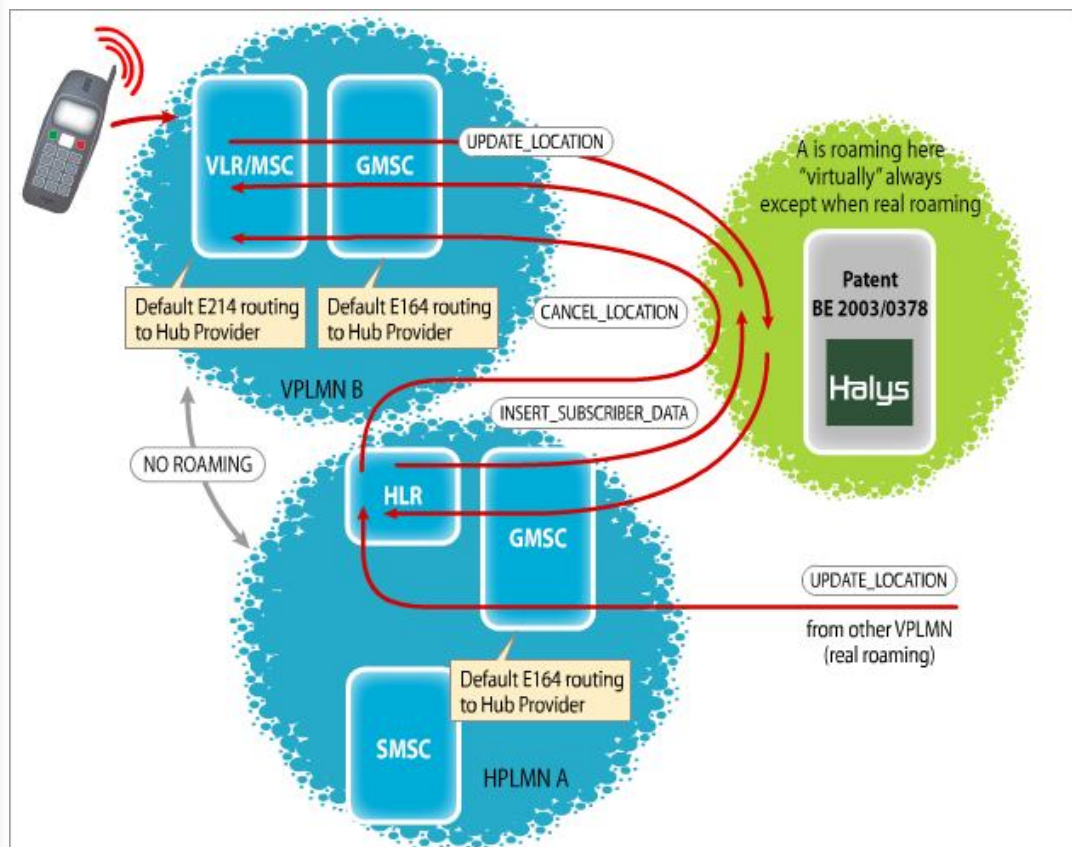 VLR/MSC
GMSC
UPDATE_LOCATION
A is roaming here
"virtually" always
except when real roaming
Patent
BE 2003/0378
Halys
Default E214 routing
to Hub Provider
Default E164 routing
to Hub Provider
CANCEL_LOCATION
VPLMN B
INSERT_SUBSCRIBER_DATA
NO ROAMING
HLR
GMSC
UPDATE_LOCATION
from other VPLMN
(real roaming)
Default E164 routing
to Hub Provider
SMSC
HPLMN A